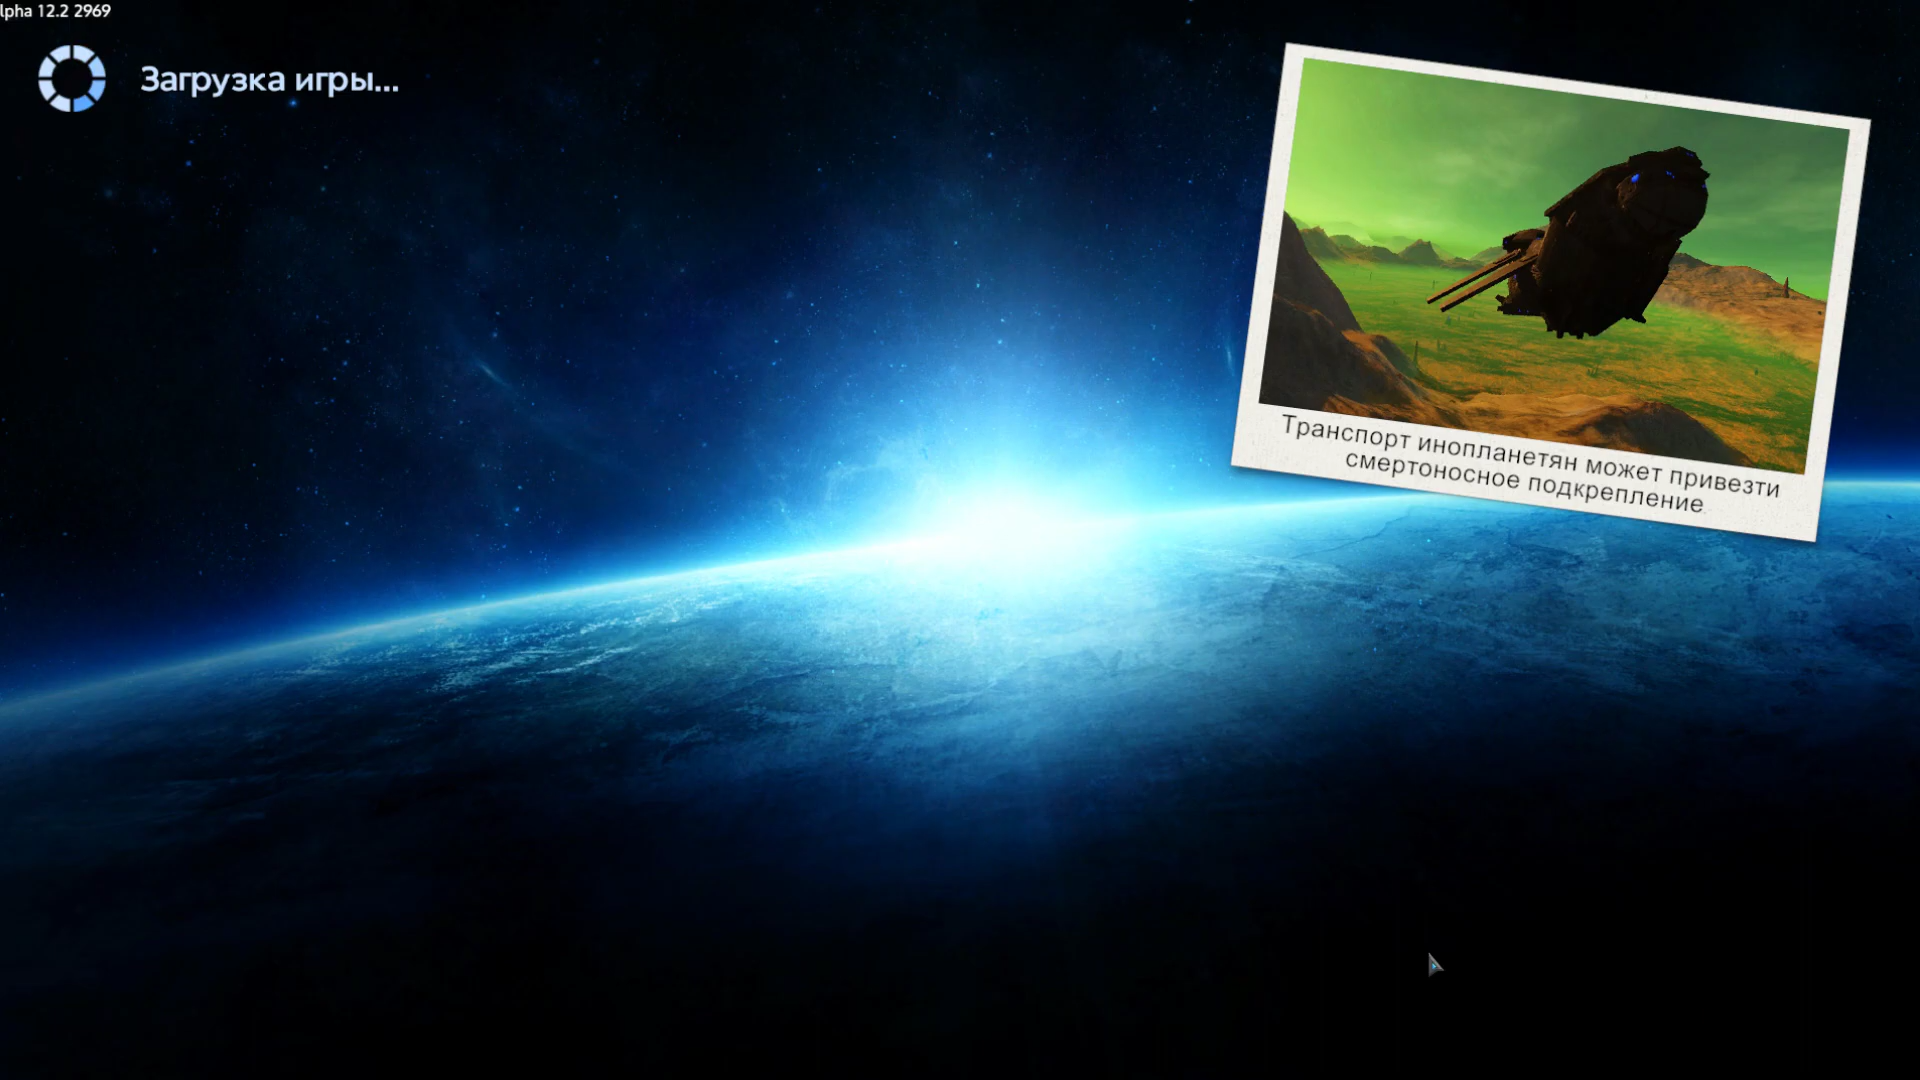 lpha 12.2 2969
Загрузка игры...
Транспорт инопланетян может привезти
смертоносное подкрепление